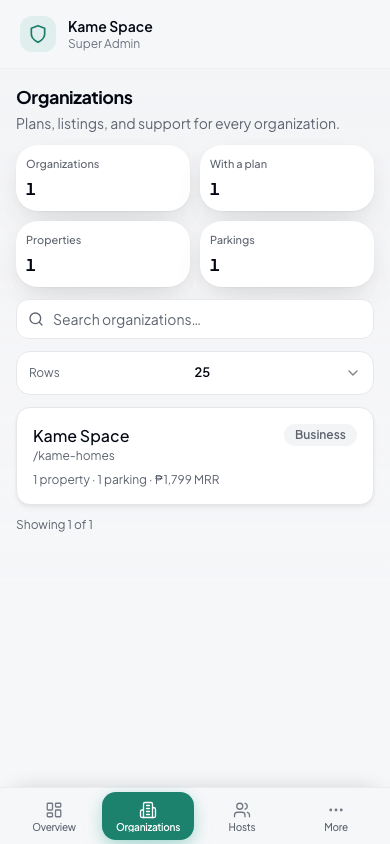 Kame Space
Super Admin
Organizations
Plans, listings, and support for every organization.
Organizations
1
With a plan
1
Properties
1
Parkings
1
Search organizations...
Rows
25
Kame Space
Business
/kame-homes
1 property · 1 parking · ₱1,799 MRR
Showing 1 of 1
Overview
Organizations
Hosts
More